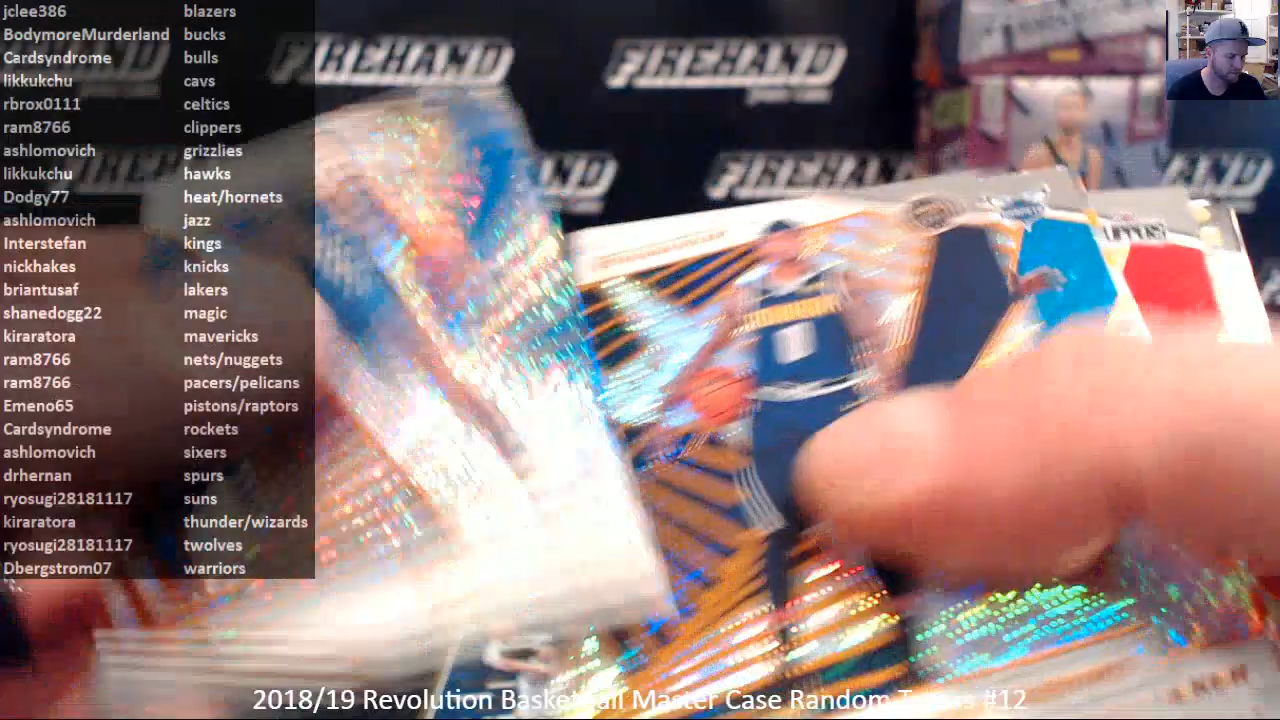 jclee386 blazers
BodymoreMurderland bucks
Cardsyndrome bulls
likkukchu cavs
rbrox0111 celtics
ram8766 clippers
ashlomovich grizzlies
likkukchu hawks
Dodgy77 heat/hornets
ashlomovich jazz
Interstefan kings
nickhakes knicks
briantusaf lakers
shanedogg22 magic
kiraratora mavericks
ram8766 nets/nuggets
ram8766 pacers/pelicans
Emeno65 pistons/raptors
Cardsyndrome rockets
ashlomovich sixers
drhernan spurs
ryosugi28181117 suns
kiraratora thunder/wizards
ryosugi28181117 twolves
Dbergstrom07 warriors
FIREHAND
FIREHAND
2018/19 Revolution Basketball Master Case Random Teams #12